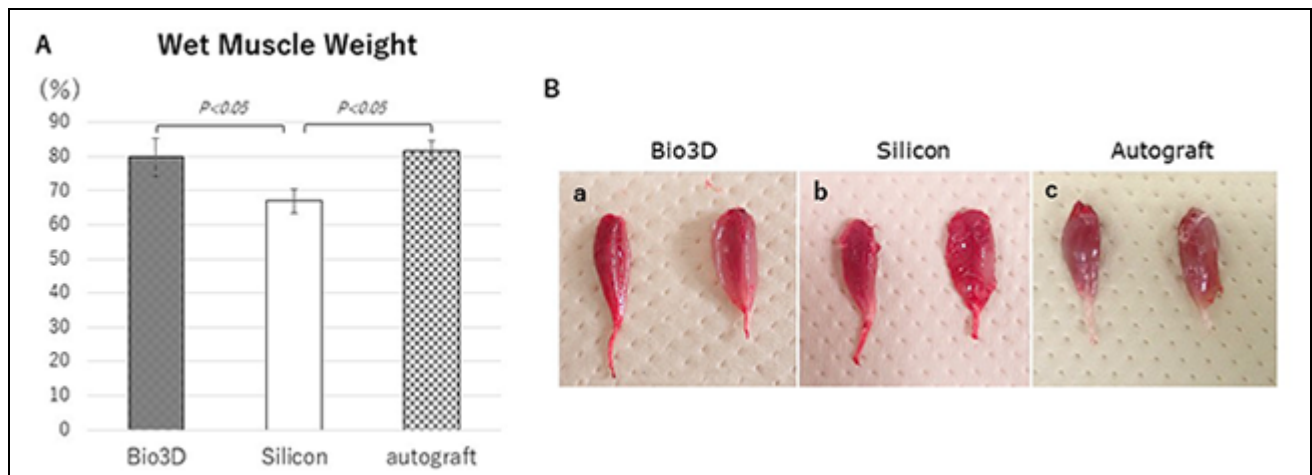 A Wet Muscle Weight
(%)
P<0.05 P<0.05
90
80
70
60
50
40
30
20
10
0
Bio3D Silicon autograft
B
Bio3D Silicon Autograft
a b c